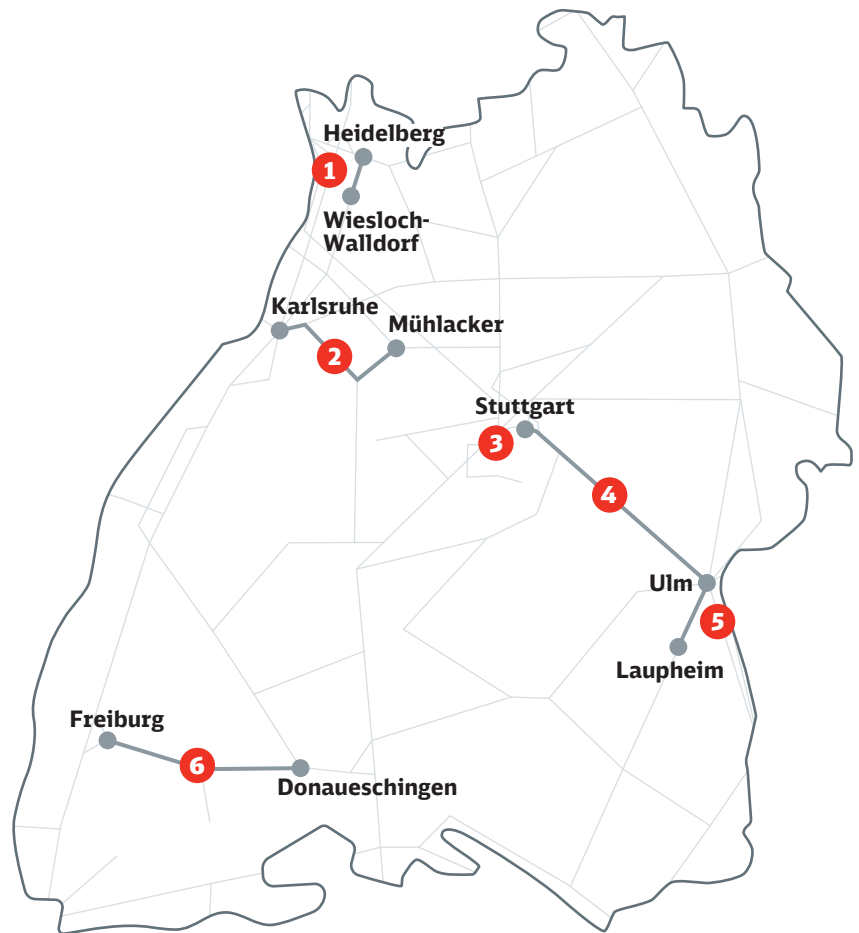 Heidelberg
1
Wiesloch-
Walldorf
Karlsruhe
Mühlacker
2
Stuttgart
3
4
Ulm
5
Laupheim
Freiburg
6
Donaueschingen